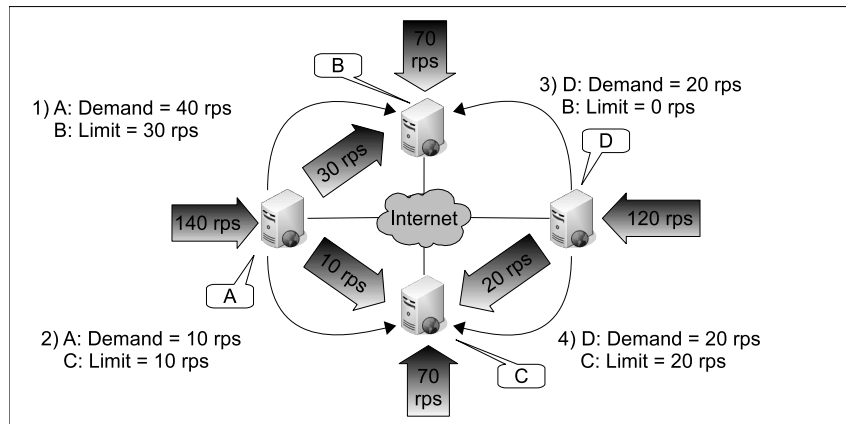 70
rps
B
1) A: Demand = 40 rps
B: Limit = 30 rps
3) D: Demand = 20 rps
B: Limit = 0 rps
D
30 rps
140 rps
Internet
120 rps
10 rps
20 rps
A
2) A: Demand = 10 rps
C: Limit = 10 rps
4) D: Demand = 20 rps
C: Limit = 20 rps
70
rps
C